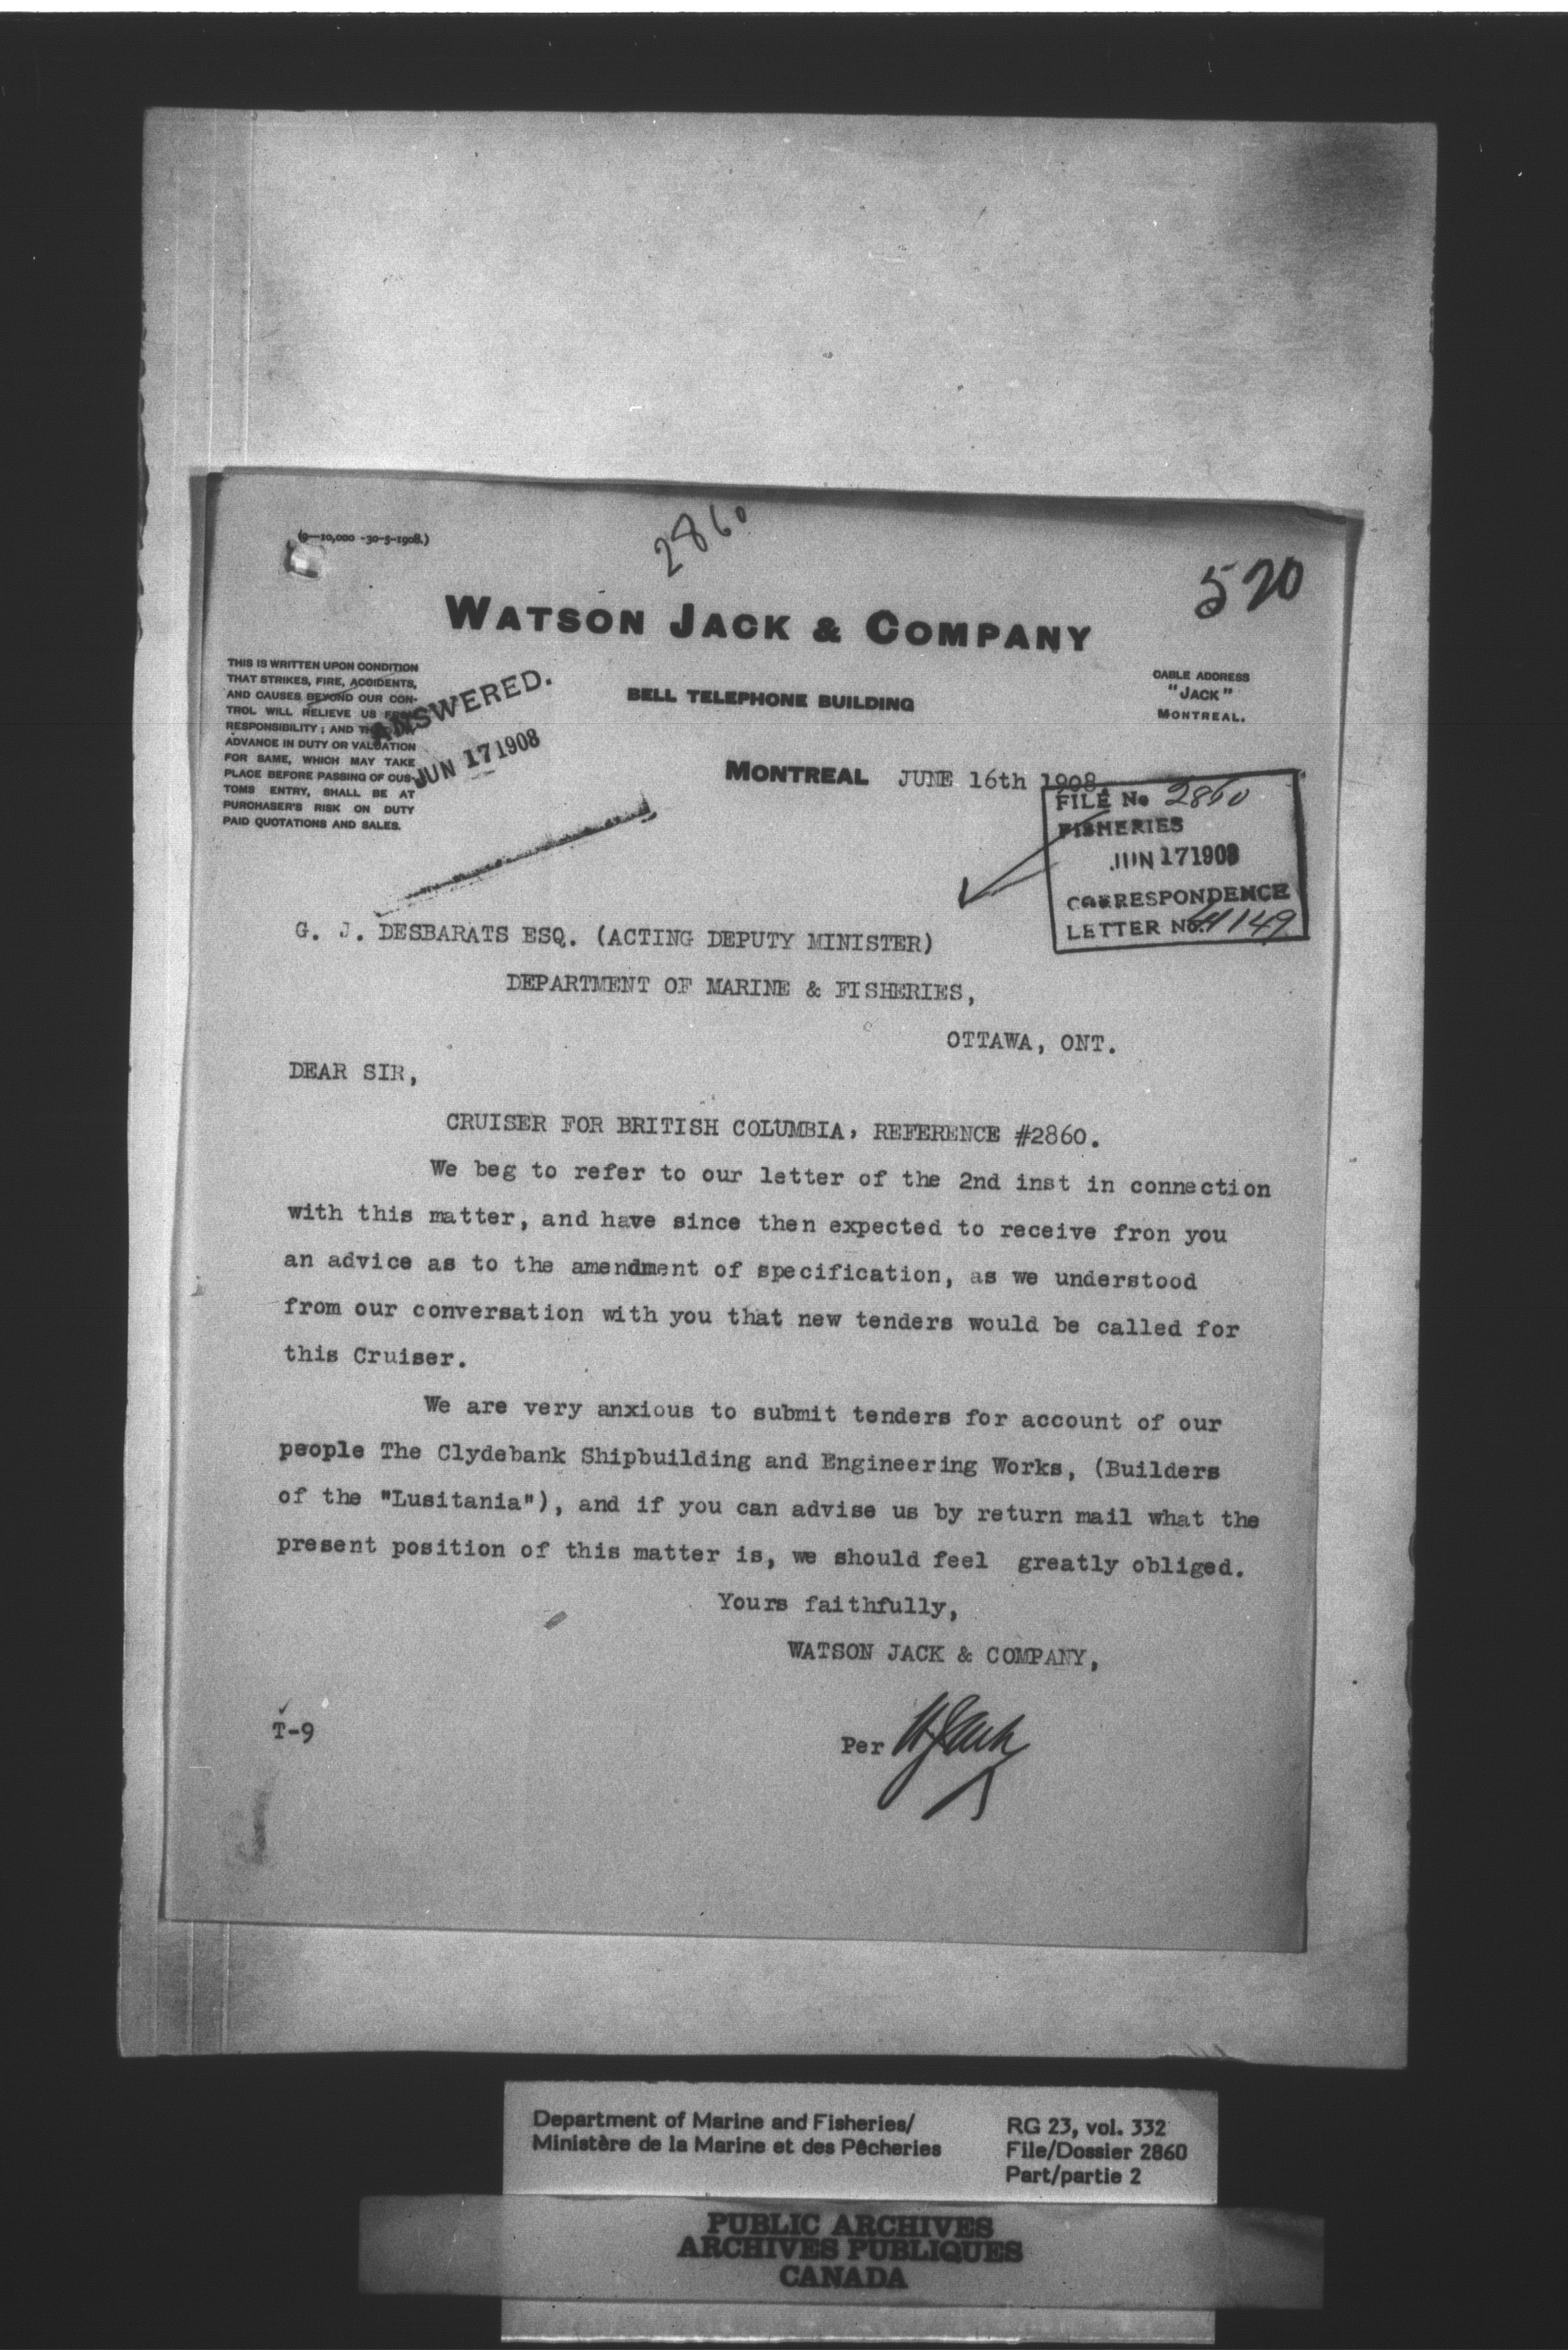 (9—10,000 -30-5-1908.)
2860
520
WATSON JACK & COMPANY
THIS IS WRITTEN UPON CONDITION
THAT STRIKES, FIRE, ACCIDENTS,
AND CAUSES BEYOND OUR CON-
TROL WILL RELIEVE US FROM
RESPONSIBILITY; AND THAT ANY
ADVANCE IN DUTY OR VALUATION
FOR SAME, WHICH MAY TAKE
PLACE BEFORE PASSING OF CUS-
TOMS ENTRY, SHALL BE AT
PURCHASER'S RISK ON DUTY
PAID QUOTATIONS AND SALES.
ANSWERED.
JUN 17 1908
BELL TELEPHONE BUILDING
CABLE ADDRESS
"JACK"
MONTREAL.
MONTREAL JUNE 16th 1908.
FILE No 2860
FISHERIES
JUN 17 1908
CORRESPONDENCE
LETTER No. 4149
G. J. DESBARATS ESQ. (ACTING DEPUTY MINISTER)
DEPARTMENT OF MARINE & FISHERIES,
OTTAWA, ONT.
DEAR SIR,
CRUISER FOR BRITISH COLUMBIA, REFERENCE #2860.
We beg to refer to our letter of the 2nd inst in connection
with this matter, and have since then expected to receive fron you
an advice as to the amendment of specification, as we understood
from our conversation with you that new tenders would be called for
this Cruiser.
We are very anxious to submit tenders for account of our
people The Clydebank Shipbuilding and Engineering Works, (Builders
of the "Lusitania"), and if you can advise us by return mail what the
present position of this matter is, we should feel greatly obliged.
Yours faithfully,
WATSON JACK & COMPANY,
T-9
Per WJack
Department of Marine and Fisheries/
Ministère de la Marine et des Pêcheries
RG 23, vol. 332
File/Dossier 2860
Part/partie 2
PUBLIC ARCHIVES
ARCHIVES PUBLIQUES
CANADA